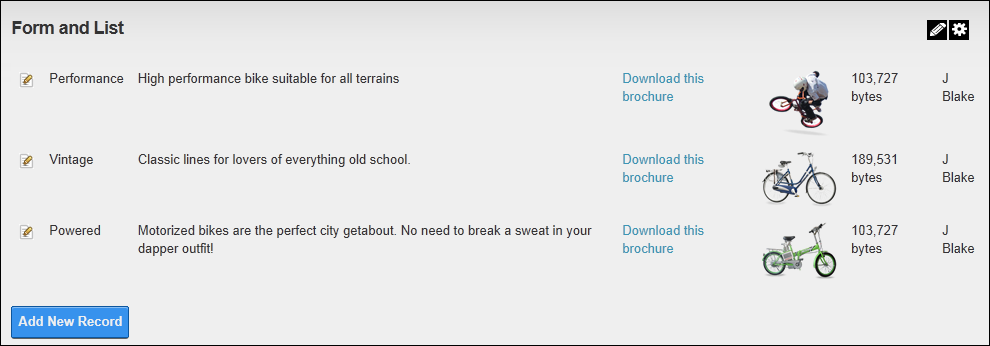 Form and List
Performance High performance bike suitable for all terrains Download this 103,727 J
brochure bytes Blake
Vintage Classic lines for lovers of everything old school. Download this 189,531 J
brochure bytes Blake
Powered Motorized bikes are the perfect city getabout. No need to break a sweat in your Download this 103,727 J
dapper outfit! brochure bytes Blake
Add New Record